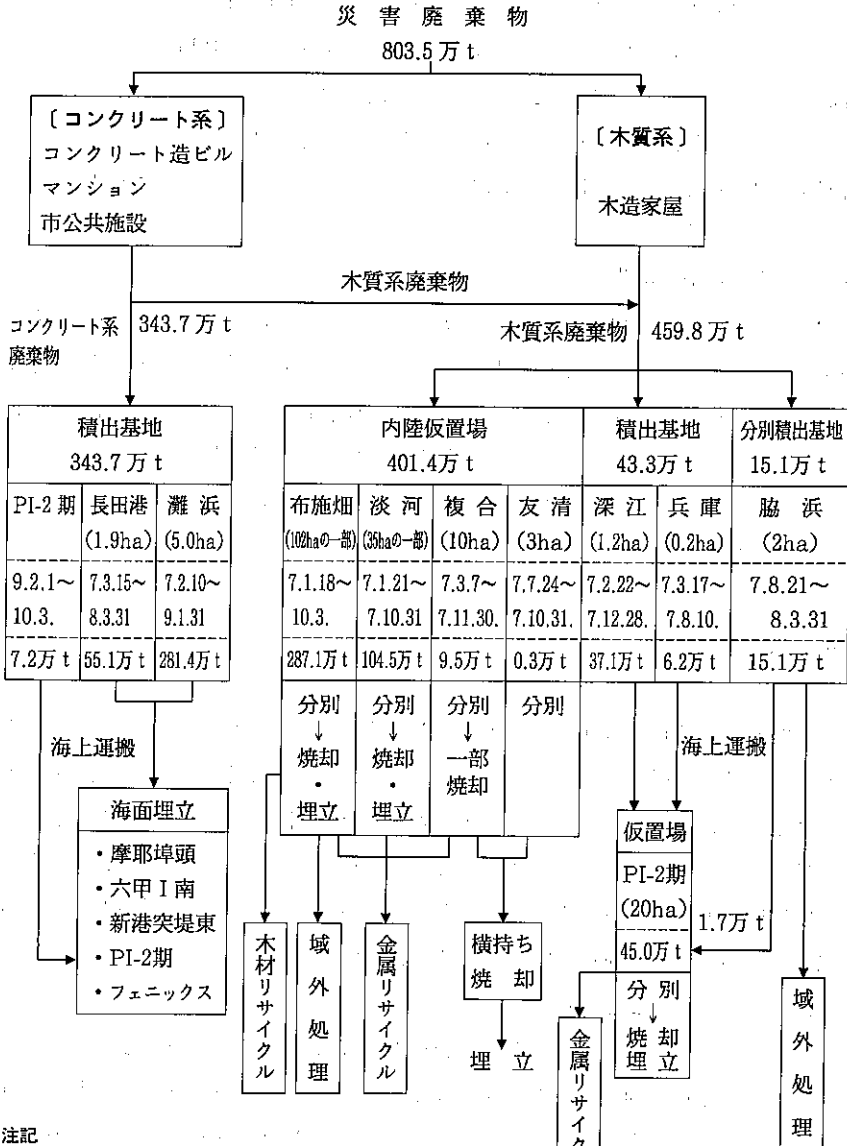 災害廃棄物
803.5万t
〔コンクリート系〕
コンクリート造ビル
マンション
市公共施設
〔木質系〕
木造家屋
木質系廃棄物
コンクリート系
廃棄物
343.7万t
木質系廃棄物 459.8万t
積出基地
343.7万t
内陸仮置場
401.4万t
積出基地
43.3万t
分別積出基地
15.1万t
PI-2期
9.2.1~
10.3.
7.2万t
長田港
(1.9ha)
7.3.15~
8.3.31
55.1万t
灘浜
(5.0ha)
7.2.10~
9.1.31
281.4万t
布施畑
(102haの一部)
7.1.18~
10.3.
287.1万t
分別
↓
焼却
・
埋立
淡河
(35haの一部)
7.1.21~
7.10.31
104.5万t
分別
↓
焼却
・
埋立
複合
(10ha)
7.3.7~
7.11.30.
9.5万t
分別
↓
一部
焼却
友清
(3ha)
7.7.24~
7.10.31.
0.3万t
分別
深江
(1.2ha)
7.2.22~
7.12.28.
37.1万t
兵庫
(0.2ha)
7.3.17~
7.8.10.
6.2万t
脇浜
(2ha)
7.8.21~
8.3.31
15.1万t
海上運搬
海面埋立
・摩耶埠頭
・六甲I南
・新港突堤東
・PI-2期
・フェニックス
木材リサイクル
域外処理
金属リサイクル
横持ち
焼却
埋立
海上運搬
仮置場
PI-2期
(20ha)
45.0万t
分別
↓
焼却
埋立
1.7万t
金属リサイク
域外処理
注記